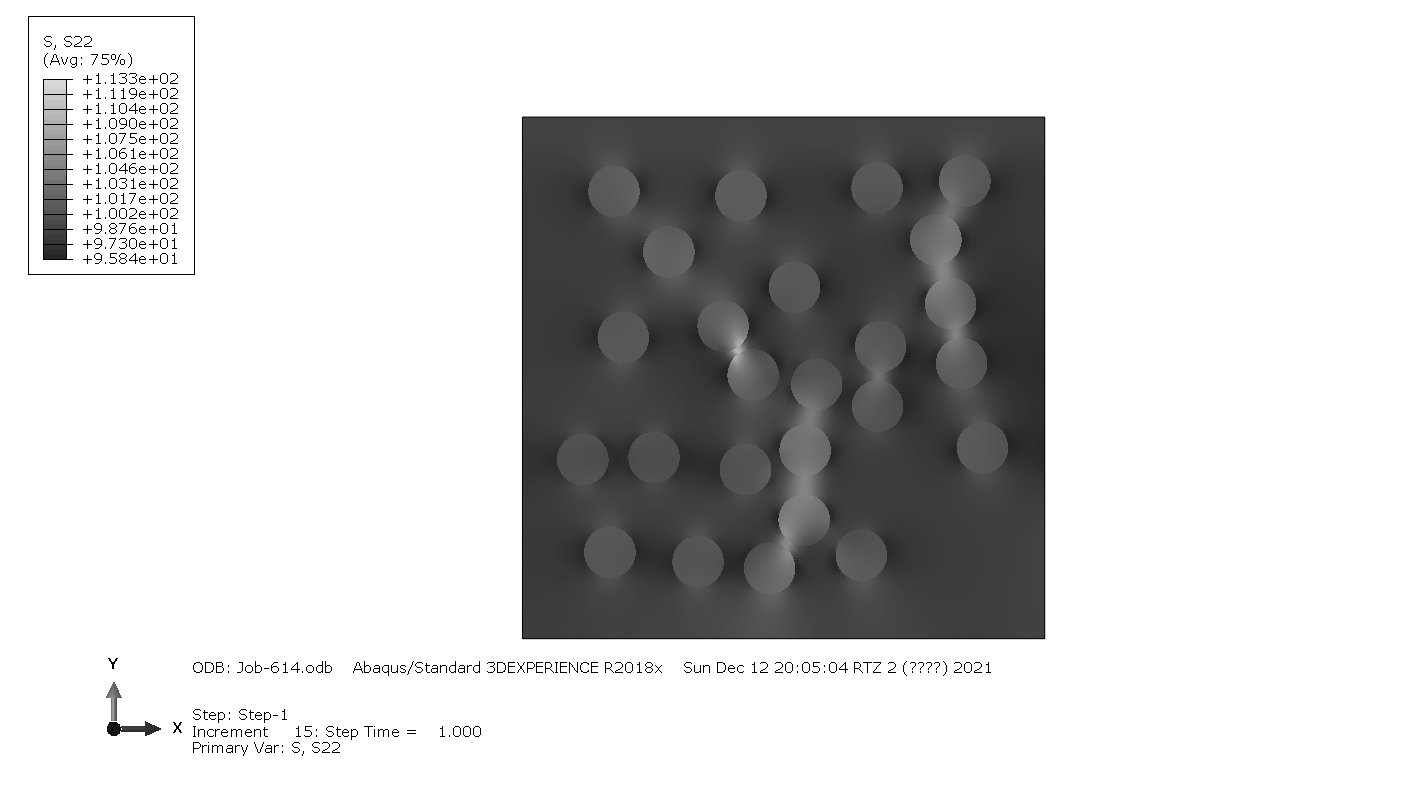 S, S22
(Avg: 75%)
+1.133e+02
+1.119e+02
+1.104e+02
+1.090e+02
+1.075e+02
+1.061e+02
+1.046e+02
+1.031e+02
+1.017e+02
+1.002e+02
+9.876e+01
+9.730e+01
+9.584e+01
Y
X
ODB: Job-614.odb Abaqus/Standard 3DEXPERIENCE R2018x Sun Dec 12 20:05:04 RTZ 2 (????) 2021
Step: Step-1
Increment 15: Step Time = 1.000
Primary Var: S, S22